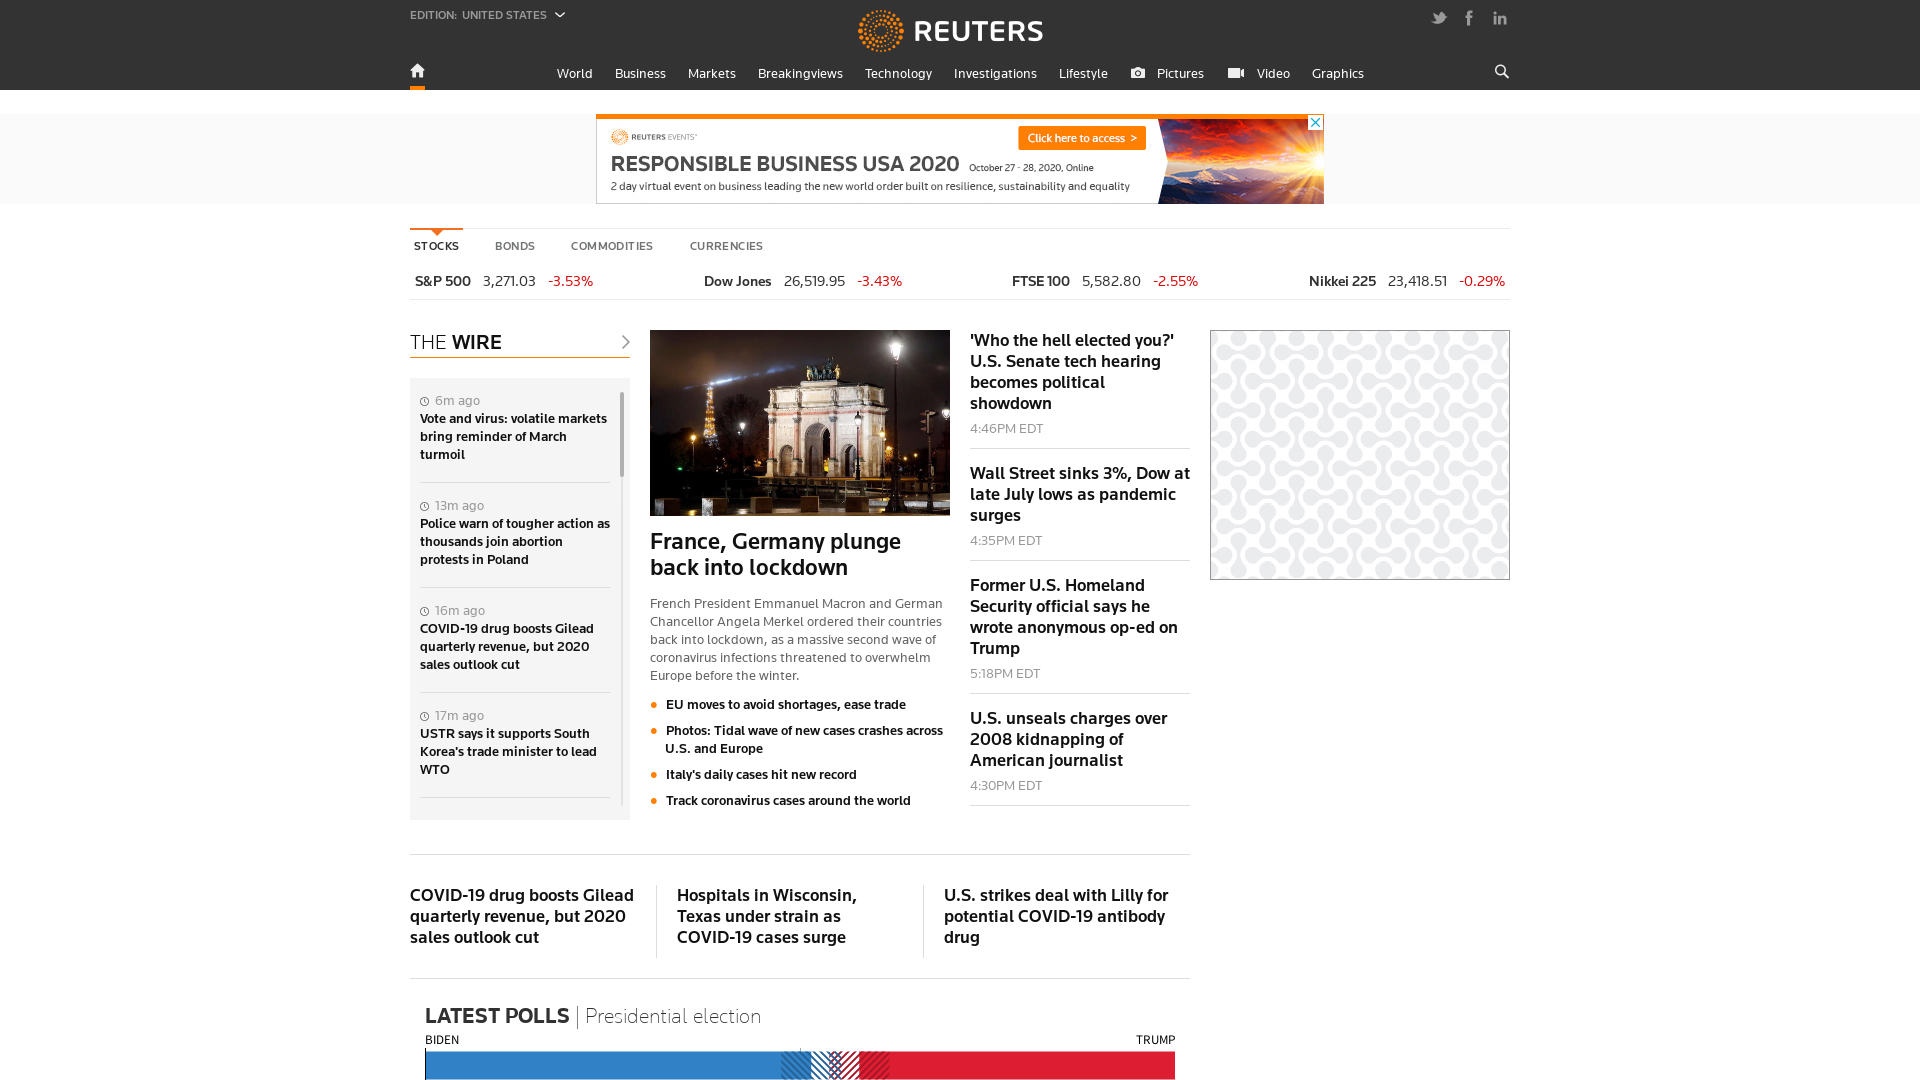 EDITION: UNITED STATES
REUTERS
World Business Markets Breakingviews Technology Investigations Lifestyle Pictures Video Graphics
REUTERS EVENTS™
Click here to access >
RESPONSIBLE BUSINESS USA 2020 October 27 - 28, 2020, Online
2 day virtual event on business leading the new world order built on resilience, sustainability and equality
STOCKS BONDS COMMODITIES CURRENCIES
S&P 500 3,271.03 -3.53% Dow Jones 26,519.95 -3.43% FTSE 100 5,582.80 -2.55% Nikkei 225 23,418.51 -0.29%
THE WIRE
6m ago
Vote and virus: volatile markets
bring reminder of March
turmoil
13m ago
Police warn of tougher action as
thousands join abortion
protests in Poland
16m ago
COVID-19 drug boosts Gilead
quarterly revenue, but 2020
sales outlook cut
17m ago
USTR says it supports South
Korea's trade minister to lead
WTO
France, Germany plunge
back into lockdown
French President Emmanuel Macron and German
Chancellor Angela Merkel ordered their countries
back into lockdown, as a massive second wave of
coronavirus infections threatened to overwhelm
Europe before the winter.
EU moves to avoid shortages, ease trade
Photos: Tidal wave of new cases crashes across
U.S. and Europe
Italy's daily cases hit new record
Track coronavirus cases around the world
'Who the hell elected you?'
U.S. Senate tech hearing
becomes political
showdown
4:46PM EDT
Wall Street sinks 3%, Dow at
late July lows as pandemic
surges
4:35PM EDT
Former U.S. Homeland
Security official says he
wrote anonymous op-ed on
Trump
5:18PM EDT
U.S. unseals charges over
2008 kidnapping of
American journalist
4:30PM EDT
COVID-19 drug boosts Gilead
quarterly revenue, but 2020
sales outlook cut
Hospitals in Wisconsin,
Texas under strain as
COVID-19 cases surge
U.S. strikes deal with Lilly for
potential COVID-19 antibody
drug
LATEST POLLS | Presidential election
BIDEN TRUMP